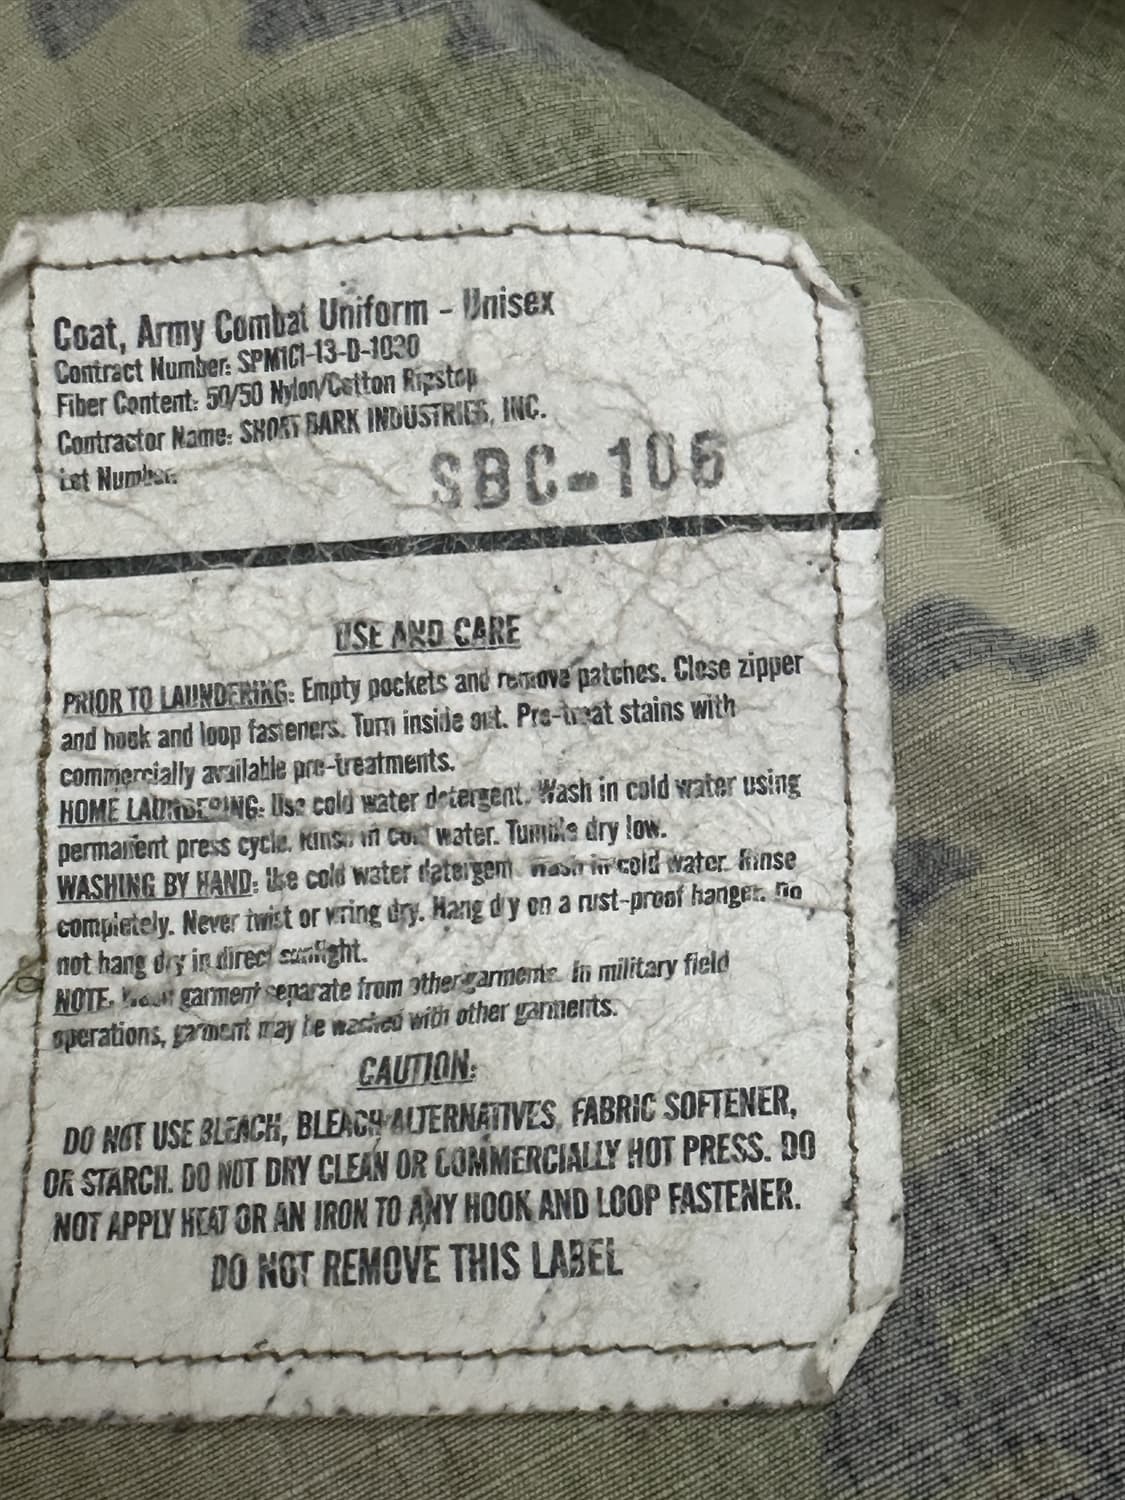 Coat, Army Combat Uniform - Unisex
Contract Number: SPM1C1-13-D-1030
Fiber Content: 50/50 Nylon/Cotton Ripstop
Contractor Name: SHORT BARK INDUSTRIES, INC.
Lot Number:
SBC-106
USE AND CARE
PRIOR TO LAUNDERING: Empty pockets and remove patches. Close zipper
and hook and loop fasteners. Turn inside out. Pre-treat stains with
commercially available pre-treatments.
HOME LAUNDERING: Use cold water detergent. Wash in cold water using
permanent press cycle. Rinse in cold water. Tumble dry low.
WASHING BY HAND: Use cold water detergent. Wash in cold water. Rinse
completely. Never twist or wring dry. Hang dry on a rust-proof hanger. Do
not hang dry in direct sunlight.
NOTE: Wash garment separate from other garments. In military field
operations, garment may be washed with other garments.
CAUTION:
DO NOT USE BLEACH, BLEACH ALTERNATIVES, FABRIC SOFTENER,
OR STARCH. DO NOT DRY CLEAN OR COMMERCIALLY HOT PRESS. DO
NOT APPLY HEAT OR AN IRON TO ANY HOOK AND LOOP FASTENER.
DO NOT REMOVE THIS LABEL